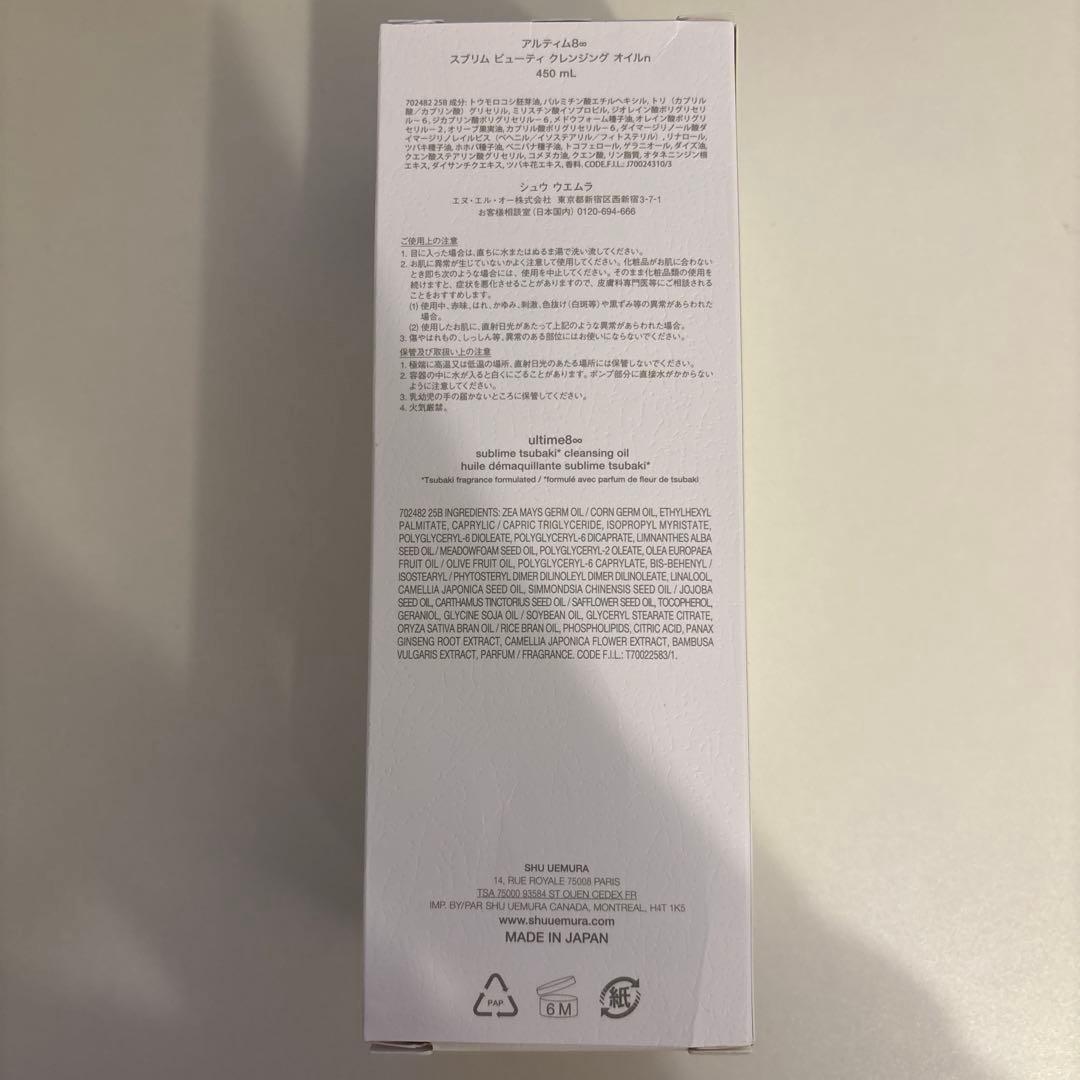 アルティム8∞
スブリム ビューティ クレンジング オイルn
450 mL
702482 25B 成分: トウモロコシ胚芽油, パルミチン酸エチルヘキシル, トリ（カプリル
酸／カプリン酸）グリセリル, ミリスチン酸イソプロピル, ジオレイン酸ポリグリセリ
ル－6, ジカプリン酸ポリグリセリル－6, メドウフォーム種子油, オレイン酸ポリグリセ
リル－2, オリーブ果実油, カプリル酸ポリグリセリル－6, ダイマージリノール酸ダ
イマージリノレイルビス（ベヘニル／イソステアリル／フィトステリル）, リナロール,
ツバキ種子油, ホホバ種子油, ベニバナ種子油, トコフェロール, ゲラニオール, ダイズ油,
クエン酸ステアリン酸グリセリル, コメヌカ油, クエン酸, リン脂質, オタネニンジン根
エキス, ダイサンチクエキス, ツバキ花エキス, 香料. CODE.F.I.L.: J70024310/3
シュウ ウエムラ
エヌ・エル・オー株式会社 東京都新宿区西新宿3-7-1
お客様相談室（日本国内）0120-694-666
ご使用上の注意
1. 目に入った場合は、直ちに水またはぬるま湯で洗い流してください。
2. お肌に異常が生じていないかよく注意して使用してください。化粧品がお肌に合わない
とき即ち次のような場合には、使用を中止してください。そのまま化粧品類の使用を
続けますと、症状を悪化させることがありますので、皮膚科専門医等にご相談される
ことをおすすめします。
(1) 使用中、赤味、はれ、かゆみ、刺激、色抜け（白斑等）や黒ずみ等の異常があらわれた
場合。
(2) 使用したお肌に、直射日光があたって上記のような異常があらわれた場合。
3. 傷やはれもの、しっしん等、異常のある部位にはお使いにならないでください。
保管及び取扱い上の注意
1. 極端に高温又は低温の場所、直射日光のあたる場所には保管しないでください。
2. 容器の中に水が入ると白くにごることがあります。ポンプ部分に直接水がかからない
ように注意してください。
3. 乳幼児の手の届かないところに保管してください。
4. 火気厳禁。
ultime8∞
sublime tsubaki* cleansing oil
huile démaquillante sublime tsubaki*
*Tsubaki fragrance formulated / *formulé avec parfum de fleur de tsubaki
702482 25B INGREDIENTS: ZEA MAYS GERM OIL / CORN GERM OIL, ETHYLHEXYL
PALMITATE, CAPRYLIC / CAPRIC TRIGLYCERIDE, ISOPROPYL MYRISTATE,
POLYGLYCERYL-6 DIOLEATE, POLYGLYCERYL-6 DICAPRATE, LIMNANTHES ALBA
SEED OIL / MEADOWFOAM SEED OIL, POLYGLYCERYL-2 OLEATE, OLEA EUROPAEA
FRUIT OIL / OLIVE FRUIT OIL, POLYGLYCERYL-6 CAPRYLATE, BIS-BEHENYL /
ISOSTEARYL / PHYTOSTERYL DIMER DILINOLEYL DIMER DILINOLEATE, LINALOOL,
CAMELLIA JAPONICA SEED OIL, SIMMONDSIA CHINENSIS SEED OIL / JOJOBA
SEED OIL, CARTHAMUS TINCTORIUS SEED OIL / SAFFLOWER SEED OIL, TOCOPHEROL,
GERANIOL, GLYCINE SOJA OIL / SOYBEAN OIL, GLYCERYL STEARATE CITRATE,
ORYZA SATIVA BRAN OIL / RICE BRAN OIL, PHOSPHOLIPIDS, CITRIC ACID, PANAX
GINSENG ROOT EXTRACT, CAMELLIA JAPONICA FLOWER EXTRACT, BAMBUSA
VULGARIS EXTRACT, PARFUM / FRAGRANCE. CODE F.I.L.: T70022583/1.
SHU UEMURA
14, RUE ROYALE 75008 PARIS
TSA 75000 93584 ST OUEN CEDEX FR
IMP. BY/PAR SHU UEMURA CANADA, MONTREAL, H4T 1K5
www.shuuemura.com
MADE IN JAPAN
PAP
6 M
紙